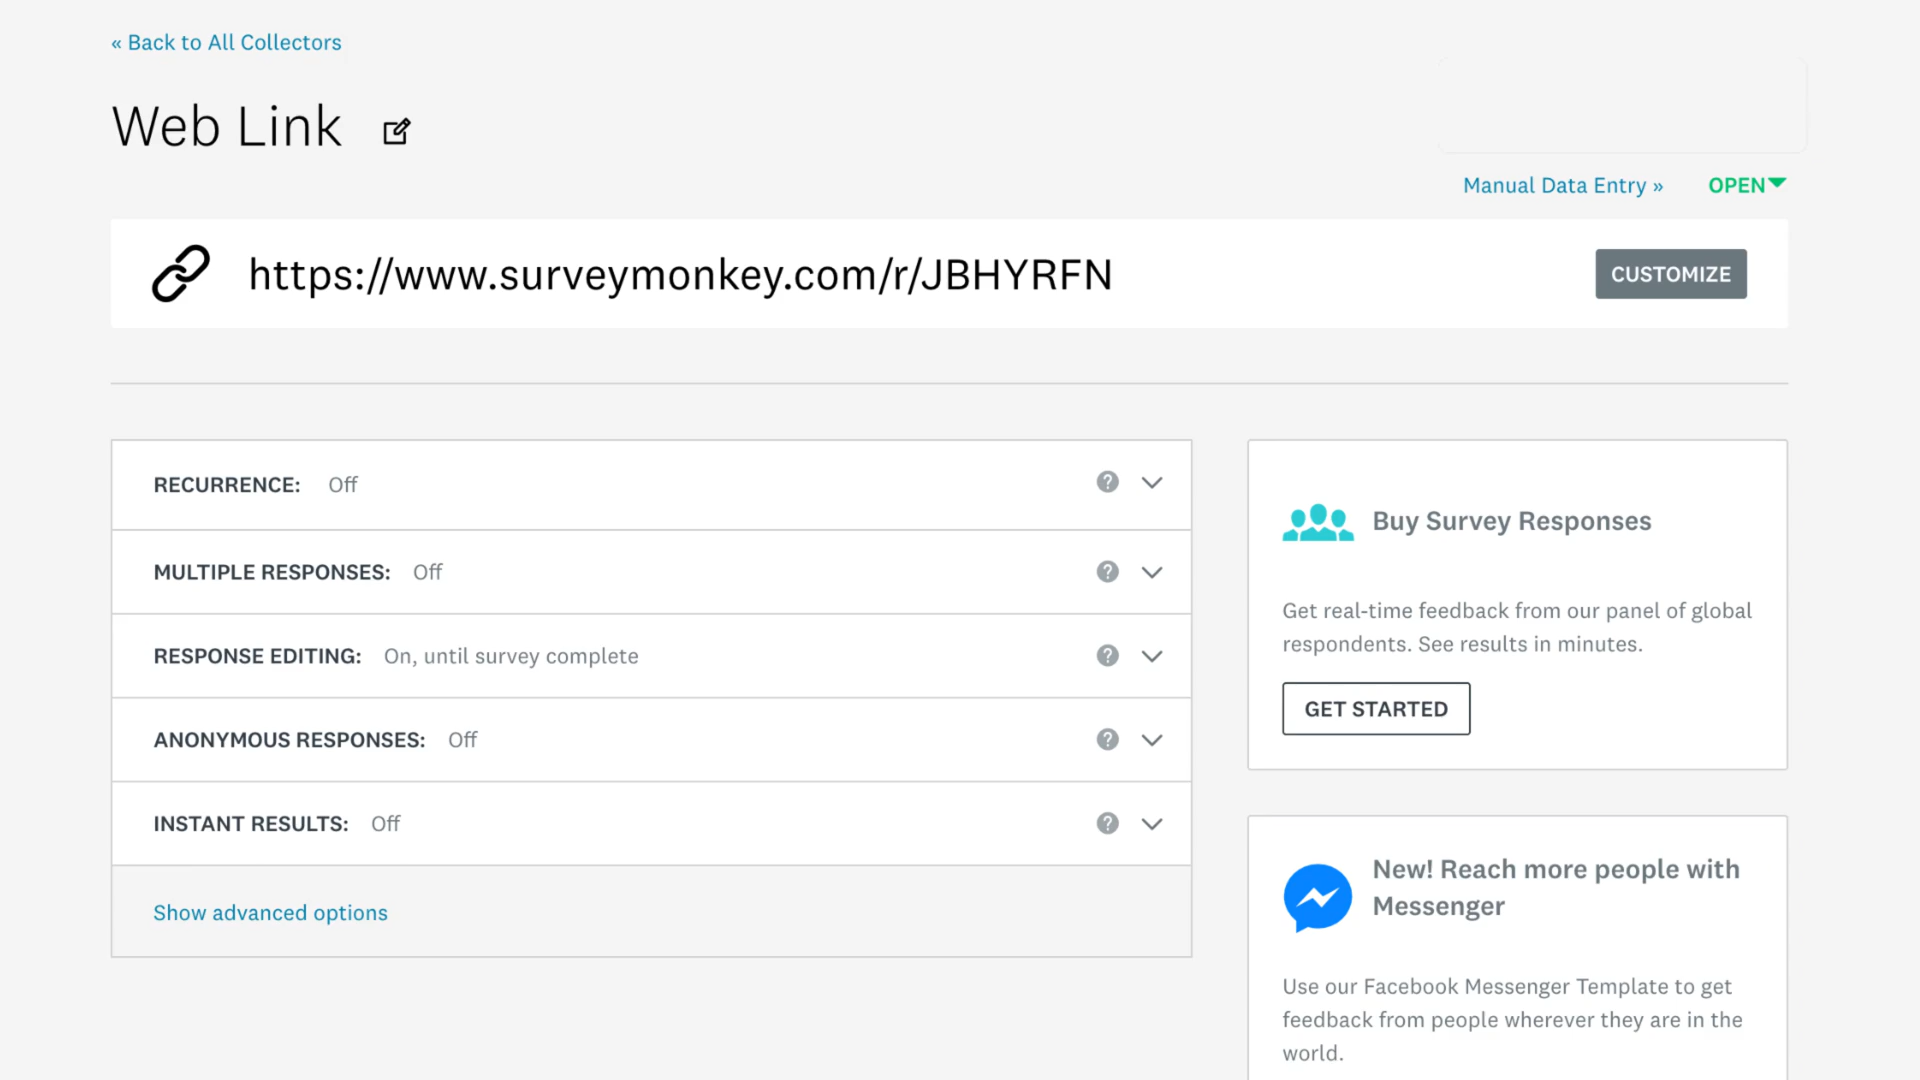 « Back to All Collectors
Web Link
Manual Data Entry »
OPEN
https://www.surveymonkey.com/r/JBHYRFN
CUSTOMIZE
RECURRENCE: Off
?
MULTIPLE RESPONSES: Off
?
RESPONSE EDITING: On, until survey complete
?
ANONYMOUS RESPONSES: Off
?
INSTANT RESULTS: Off
?
Show advanced options
Buy Survey Responses
Get real-time feedback from our panel of global
respondents. See results in minutes.
GET STARTED
New! Reach more people with
Messenger
Use our Facebook Messenger Template to get
feedback from people wherever they are in the
world.